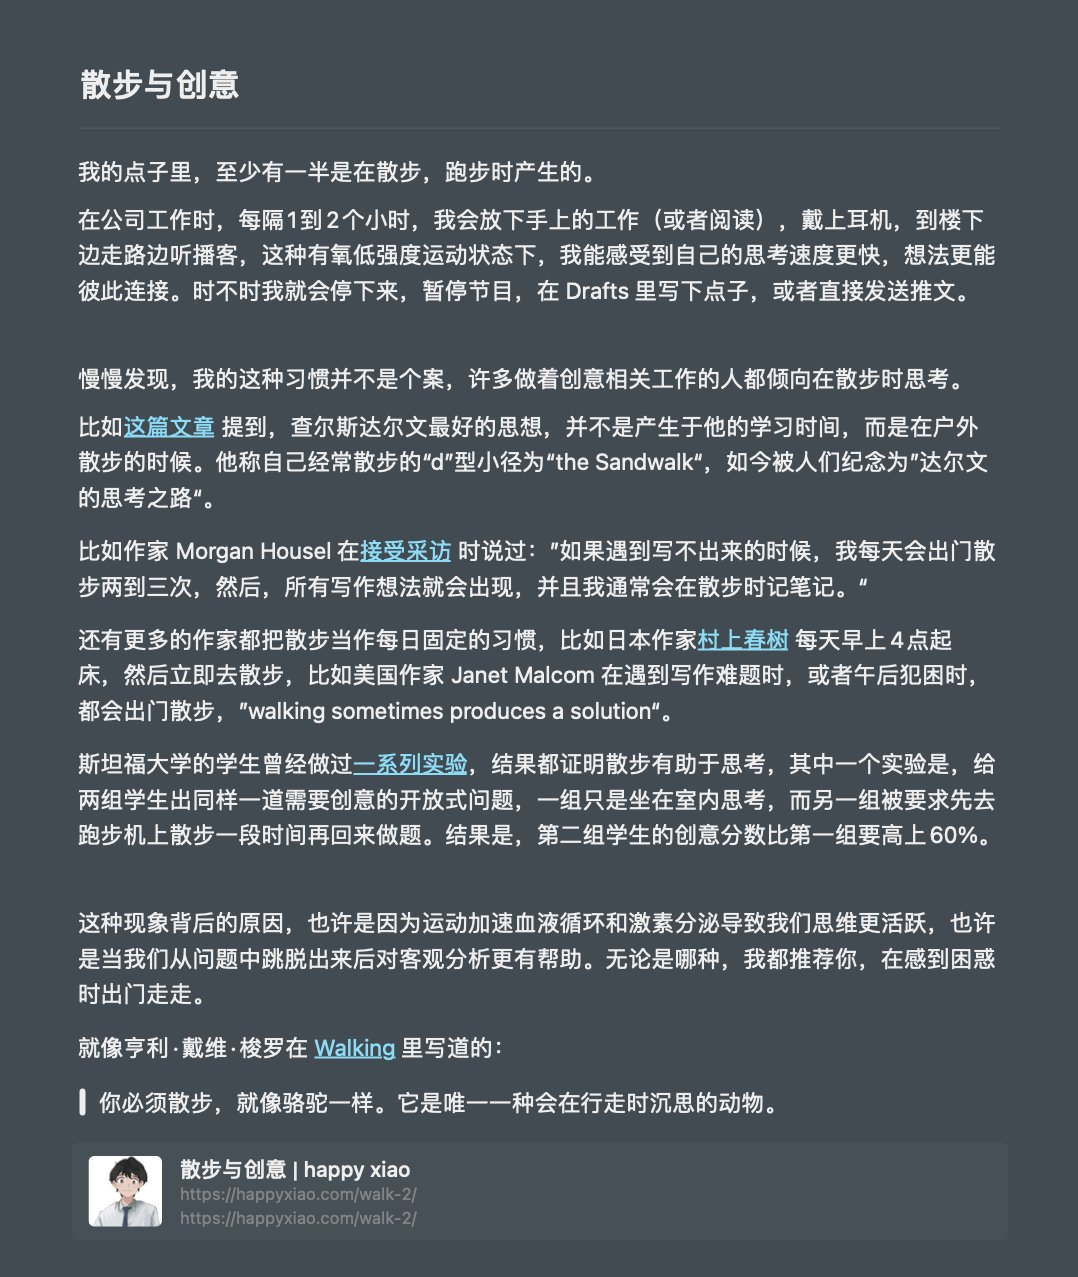 散步与创意
我的点子里，至少有一半是在散步，跑步时产生的。
在公司工作时，每隔1到2个小时，我会放下手上的工作（或者阅读），戴上耳机，到楼下
边走路边听播客，这种有氧低强度运动状态下，我能感受到自己的思考速度更快，想法更能
彼此连接。时不时我就会停下来，暂停节目，在 Drafts 里写下点子，或者直接发送推文。
慢慢发现，我的这种习惯并不是个案，许多做着创意相关工作的人都倾向在散步时思考。
比如这篇文章 提到，查尔斯达尔文最好的思想，并不是产生于他的学习时间，而是在户外
散步的时候。他称自己经常散步的“d”型小径为“the Sandwalk“，如今被人们纪念为”达尔文
的思考之路“。
比如作家 Morgan Housel 在接受采访 时说过：”如果遇到写不出来的时候，我每天会出门散
步两到三次，然后，所有写作想法就会出现，并且我通常会在散步时记笔记。“
还有更多的作家都把散步当作每日固定的习惯，比如日本作家村上春树 每天早上4点起
床，然后立即去散步，比如美国作家 Janet Malcom 在遇到写作难题时，或者午后犯困时，
都会出门散步，”walking sometimes produces a solution“。
斯坦福大学的学生曾经做过一系列实验，结果都证明散步有助于思考，其中一个实验是，给
两组学生出同样一道需要创意的开放式问题，一组只是坐在室内思考，而另一组被要求先去
跑步机上散步一段时间再回来做题。结果是，第二组学生的创意分数比第一组要高上60%。
这种现象背后的原因，也许是因为运动加速血液循环和激素分泌导致我们思维更活跃，也许
是当我们从问题中跳脱出来后对客观分析更有帮助。无论是哪种，我都推荐你，在感到困惑
时出门走走。
就像亨利·戴维·梭罗在 Walking 里写道的：
你必须散步，就像骆驼一样。它是唯一一种会在行走时沉思的动物。
散步与创意 | happy xiao
https://happyxiao.com/walk-2/
https://happyxiao.com/walk-2/